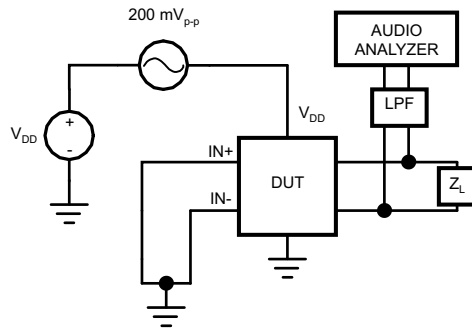 200 mVp-p
AUDIO
ANALYZER
LPF
VDD
+
-
VDD
IN+
DUT
IN-
ZL